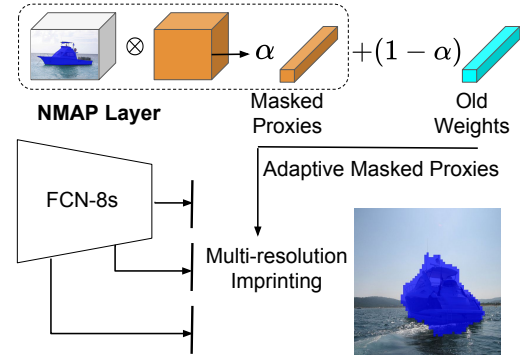 ⊗ α +(1 − α)
NMAP Layer
Masked
Proxies
Old
Weights
Adaptive Masked Proxies
FCN-8s
Multi-resolution
Imprinting